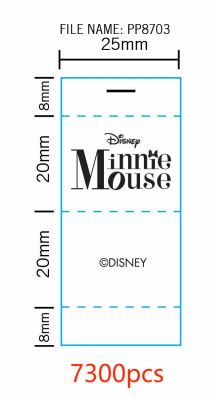 FILE NAME: PP8703
25mm
8mm
20mm
Disney
Minnie
Mouse
20mm
©DISNEY
8mm
7300pcs